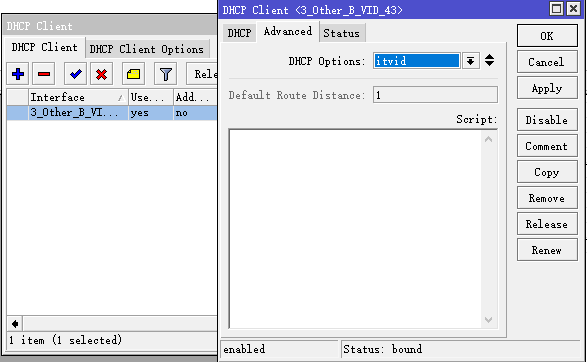 DHCP Client
DHCP Client
DHCP Client Options
Rele
Interface
Use...
Add...
3_Other_B_VI...
yes
no
1 item (1 selected)
DHCP Client <3_Other_B_VID_43>
DHCP
Advanced
Status
DHCP Options:
itvid
Default Route Distance:
1
Script:
OK
Cancel
Apply
Disable
Comment
Copy
Remove
Release
Renew
enabled
Status: bound